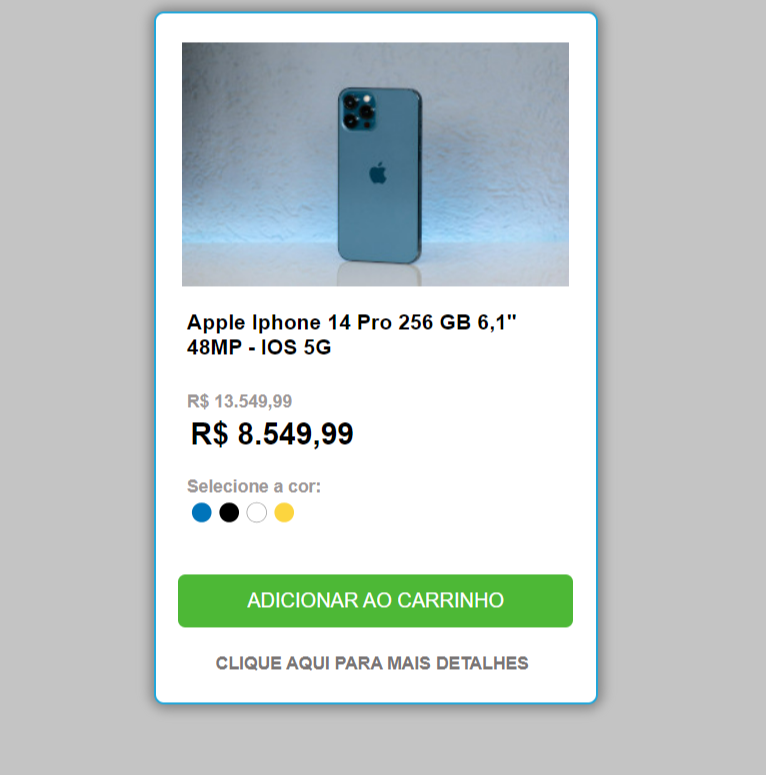 Apple Iphone 14 Pro 256 GB 6,1"
48MP - IOS 5G
R$ 13.549,99
R$ 8.549,99
Selecione a cor:
ADICIONAR AO CARRINHO
CLIQUE AQUI PARA MAIS DETALHES